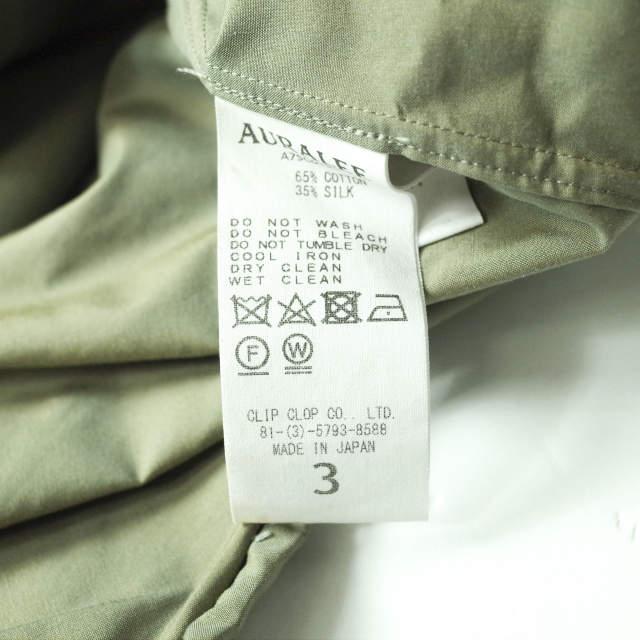 AURALEE
65% COTTON
35% SILK
DO NOT WASH
DO NOT BLEACH
DO NOT TUMBLE DRY
COOL IRON
DRY CLEAN
WET CLEAN
F W
CLIP CLOP CO., LTD.
81-(3)-5793-8588
MADE IN JAPAN
3